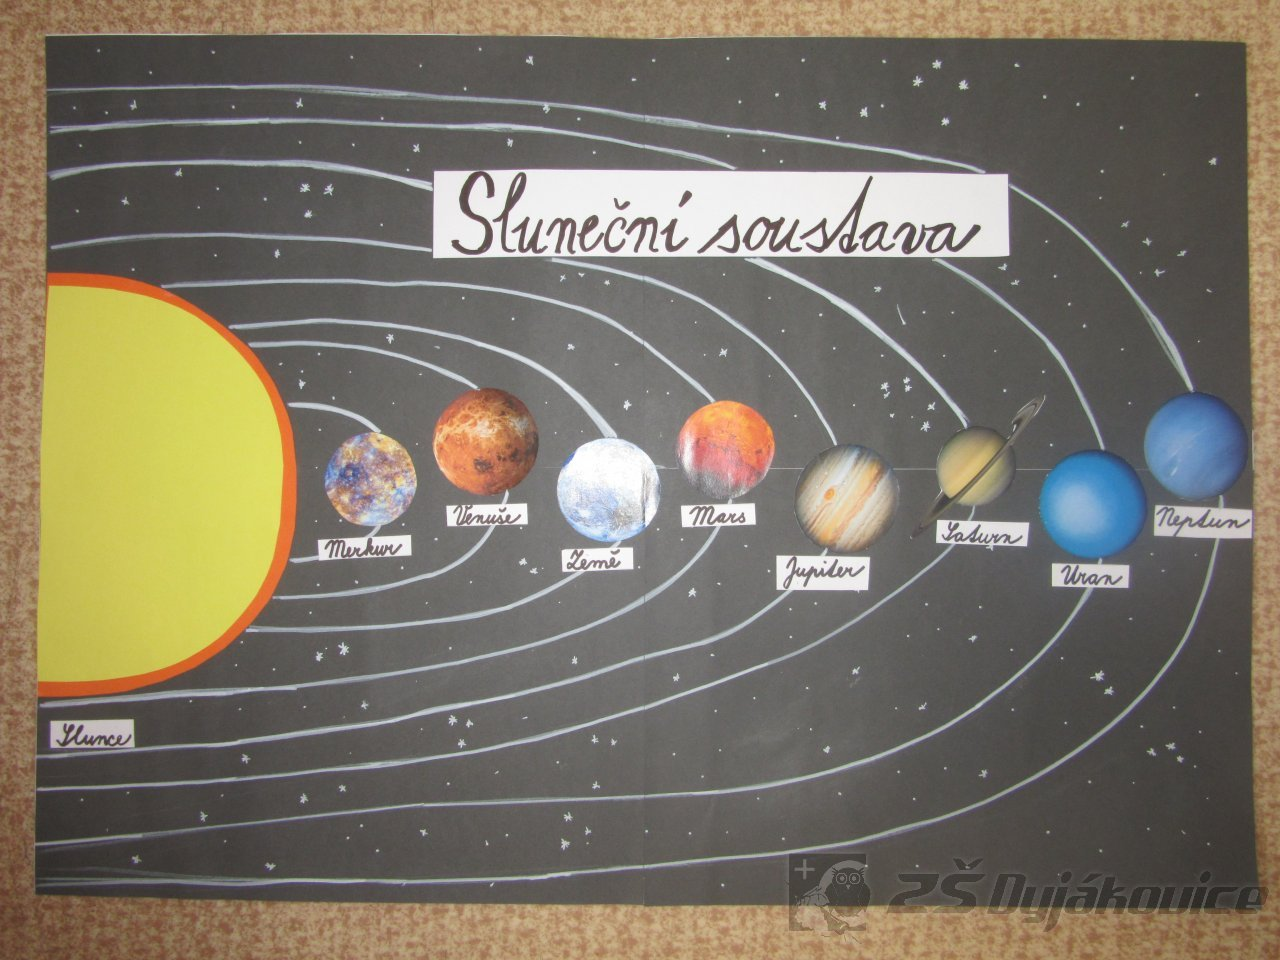 Sluneční soustava
Merkur
Venuše
Země
Mars
Jupiter
Saturn
Uran
Neptun
Slunce
ZŠ Dyjákovice